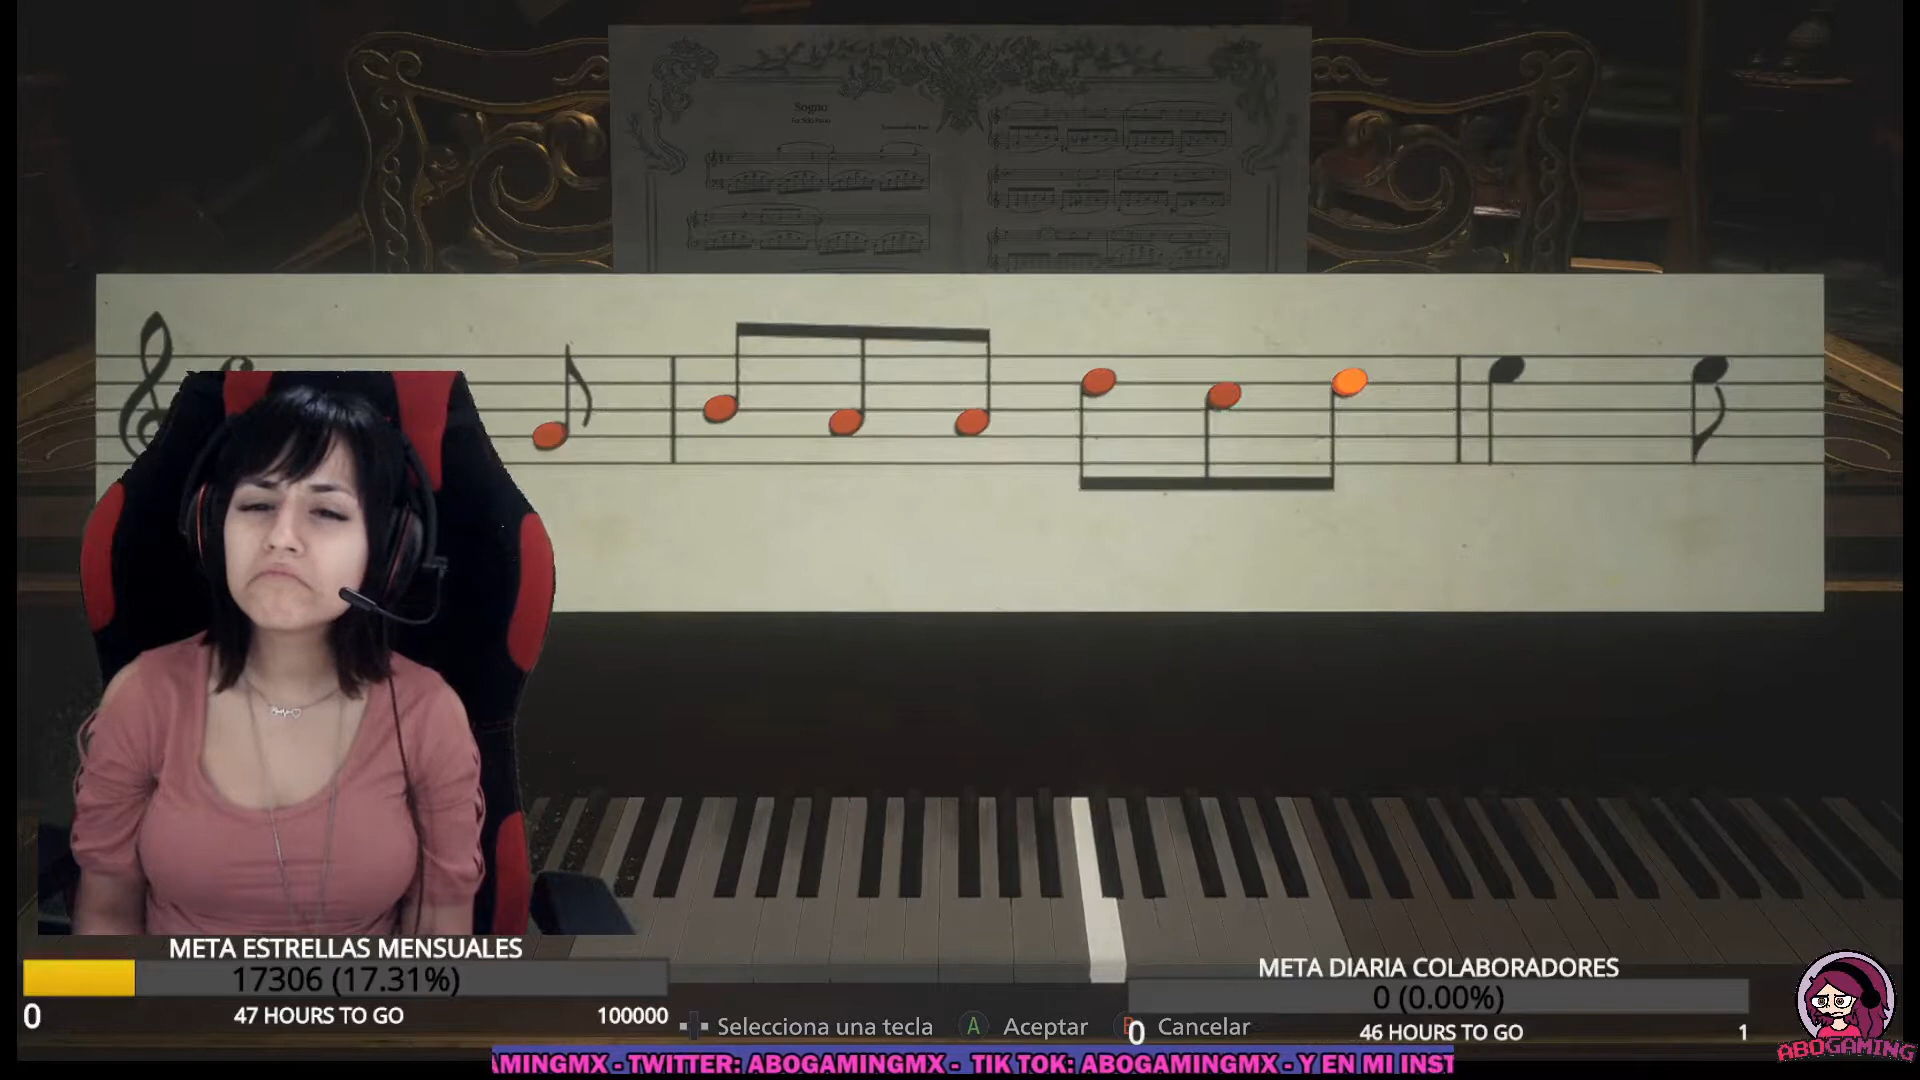 Sogno
META ESTRELLAS MENSUALES
17306 (17.31%)
0 47 HOURS TO GO 100000
META DIARIA COLABORADORES
0 (0.00%)
0 46 HOURS TO GO 1
Selecciona una tecla A Aceptar B Cancelar
AMINGMX - TWITTER: ABOGAMINGMX - TIK TOK: ABOGAMINGMX - Y EN MI INST
ABOGAMING